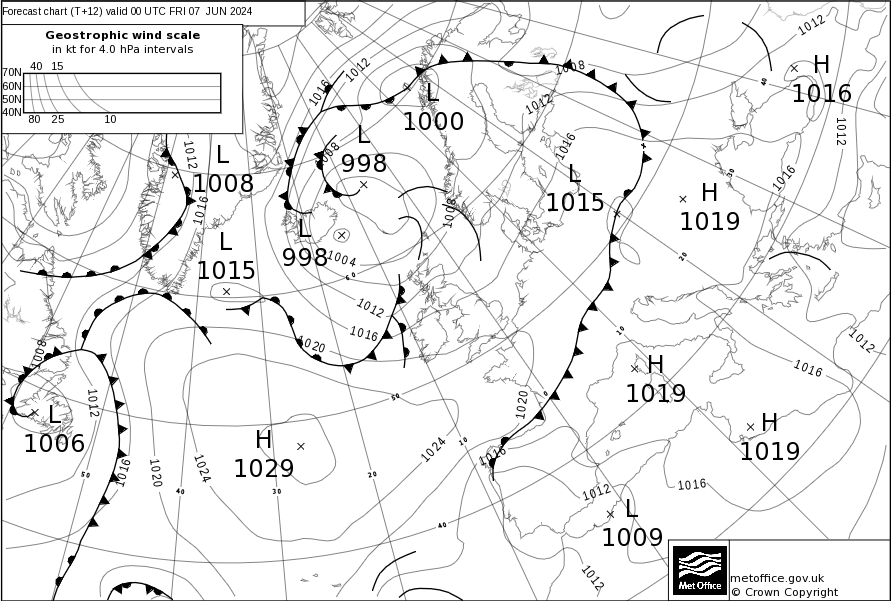 Forecast chart (T+12) valid 00 UTC FRI 07 JUN 2024
Geostrophic wind scale
in kt for 4.0 hPa intervals
40 15
70N
60N
50N
40N
80 25 10
1012
1008
H
1016
1016
1012
L
1000
1012
1012
L
998
1008
1016
40
1012
L
1008
1016
L
1015
1016
30
H
1019
1008
L
998
1004
60
L
1015
20
1012
1016
1020
10
1012
1008
H
1019
1016
0
1020
50
1012
L
1006
H
1019
H
1029
1024
10
1016
1016
1020
1024
50
40
30
20
1012
1016
L
1009
40
1012
Met Office
metoffice.gov.uk
© Crown Copyright